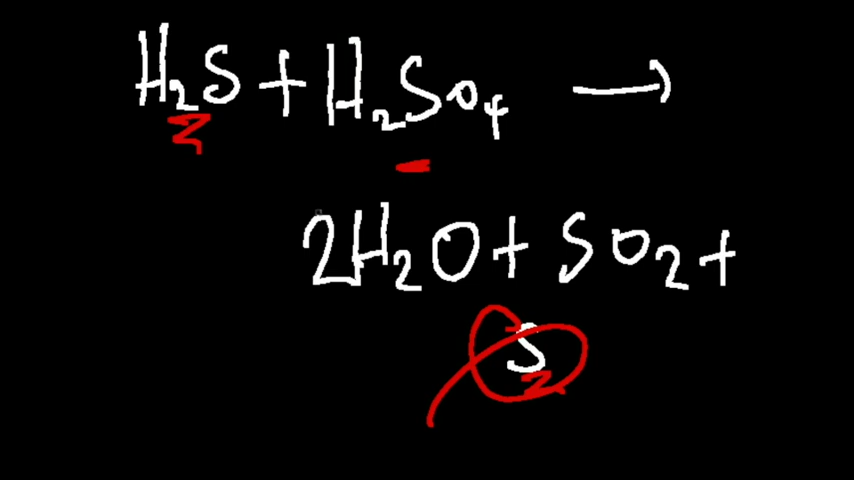 H₂S + H₂SO₄ →
2H₂O + SO₂ +
S